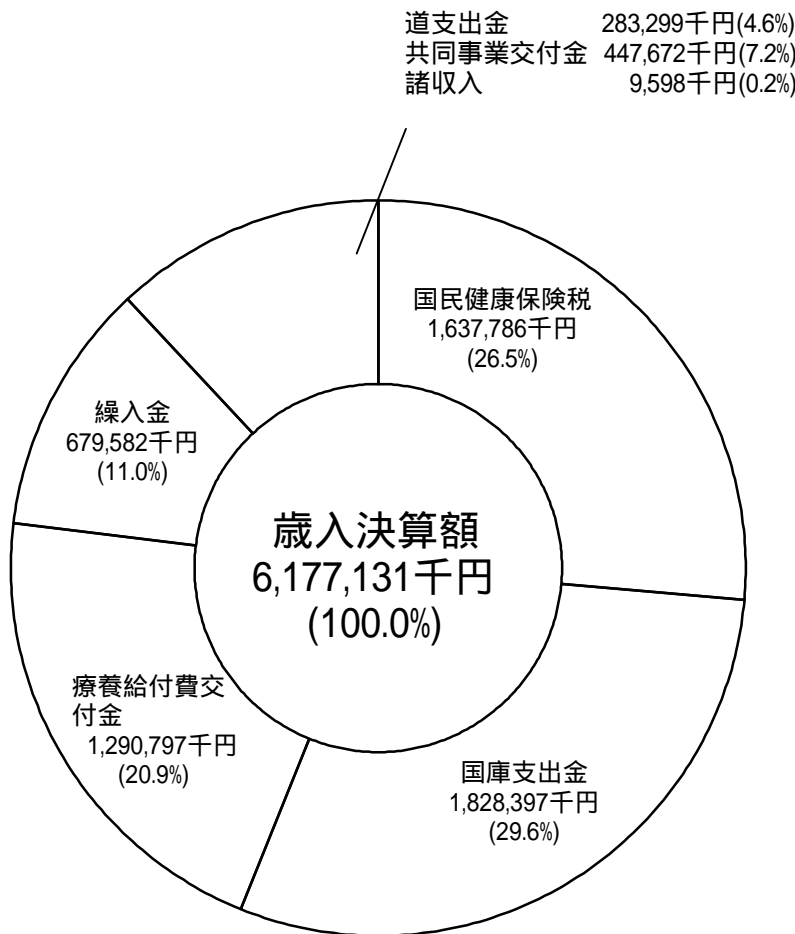 道支出金 283,299千円(4.6%)
共同事業交付金 447,672千円(7.2%)
諸収入 9,598千円(0.2%)
国民健康保険税
1,637,786千円
(26.5%)
繰入金
679,582千円
(11.0%)
歳入決算額
6,177,131千円
(100.0%)
療養給付費交
付金
1,290,797千円
(20.9%)
国庫支出金
1,828,397千円
(29.6%)